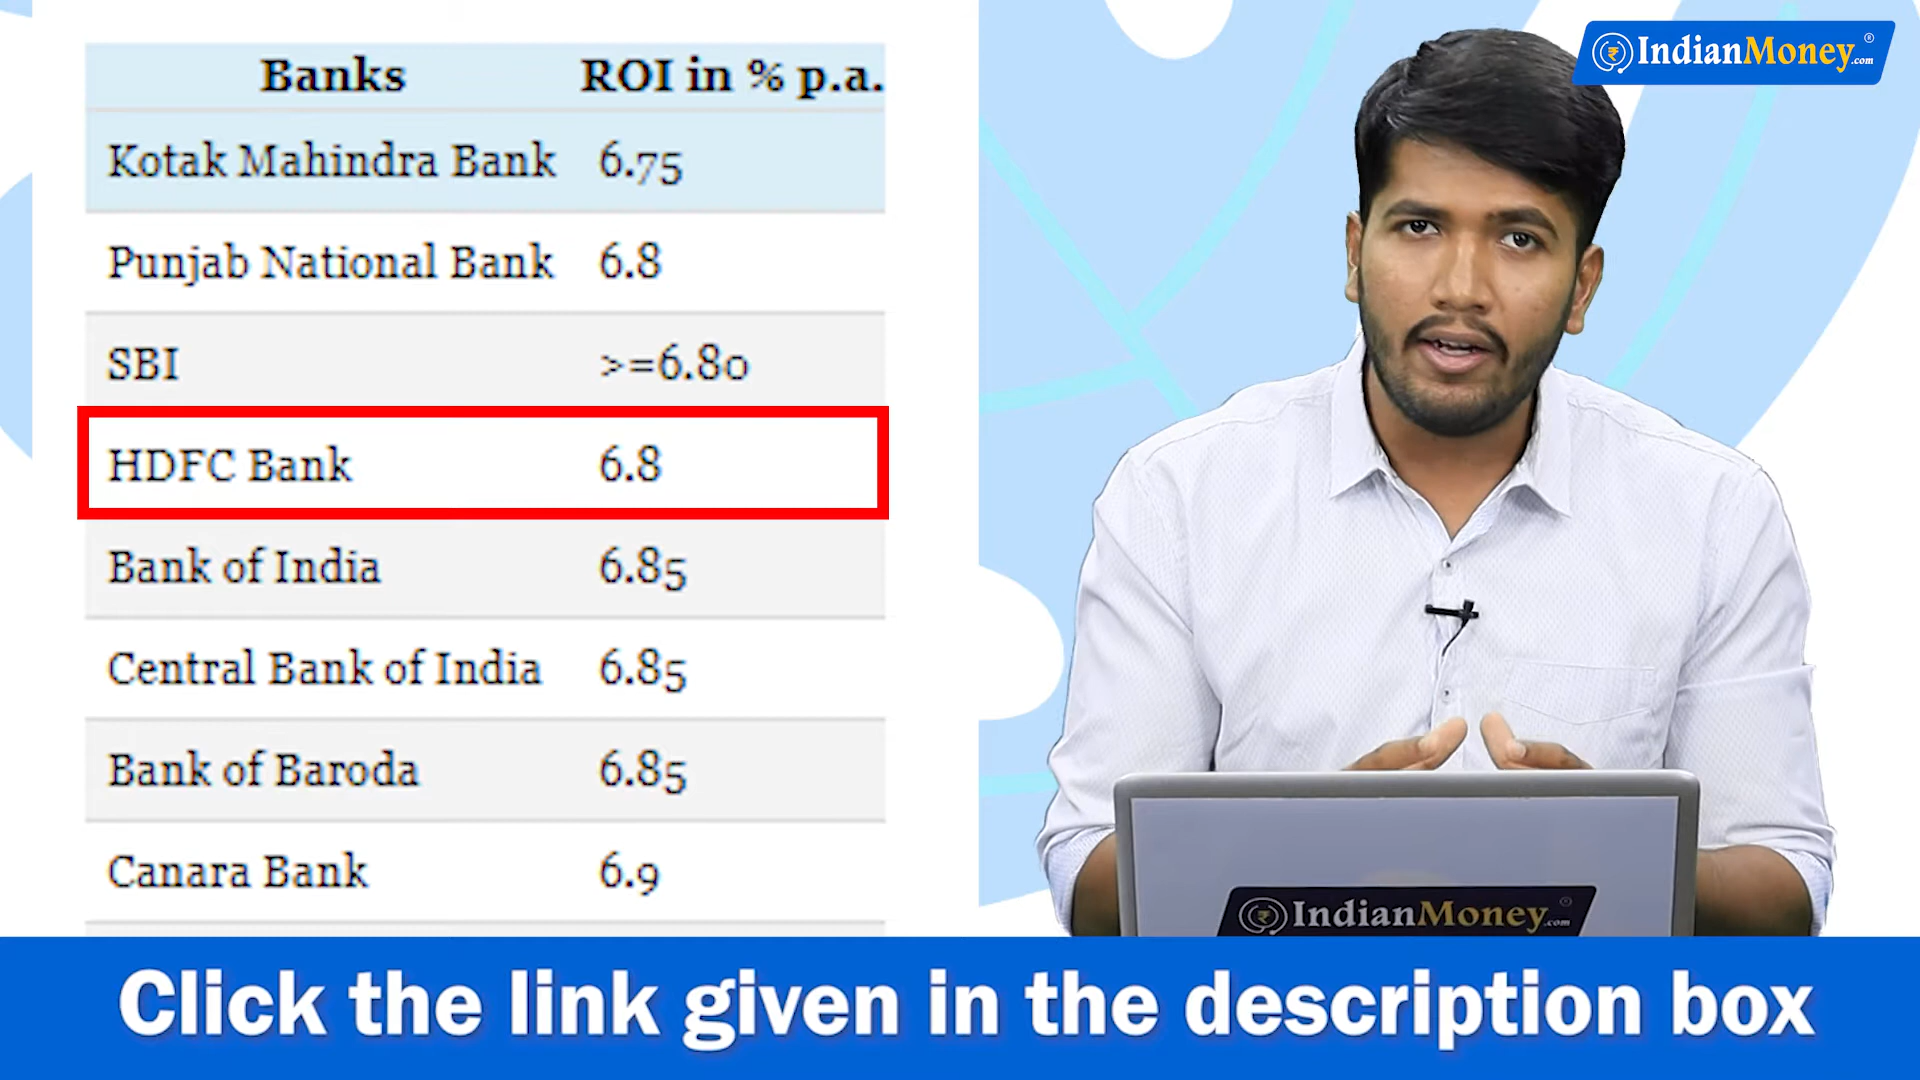 IndianMoney.com
Banks ROI in % p.a.
Kotak Mahindra Bank 6.75
Punjab National Bank 6.8
SBI >=6.80
HDFC Bank 6.8
Bank of India 6.85
Central Bank of India 6.85
Bank of Baroda 6.85
Canara Bank 6.9
IndianMoney.com
Click the link given in the description box